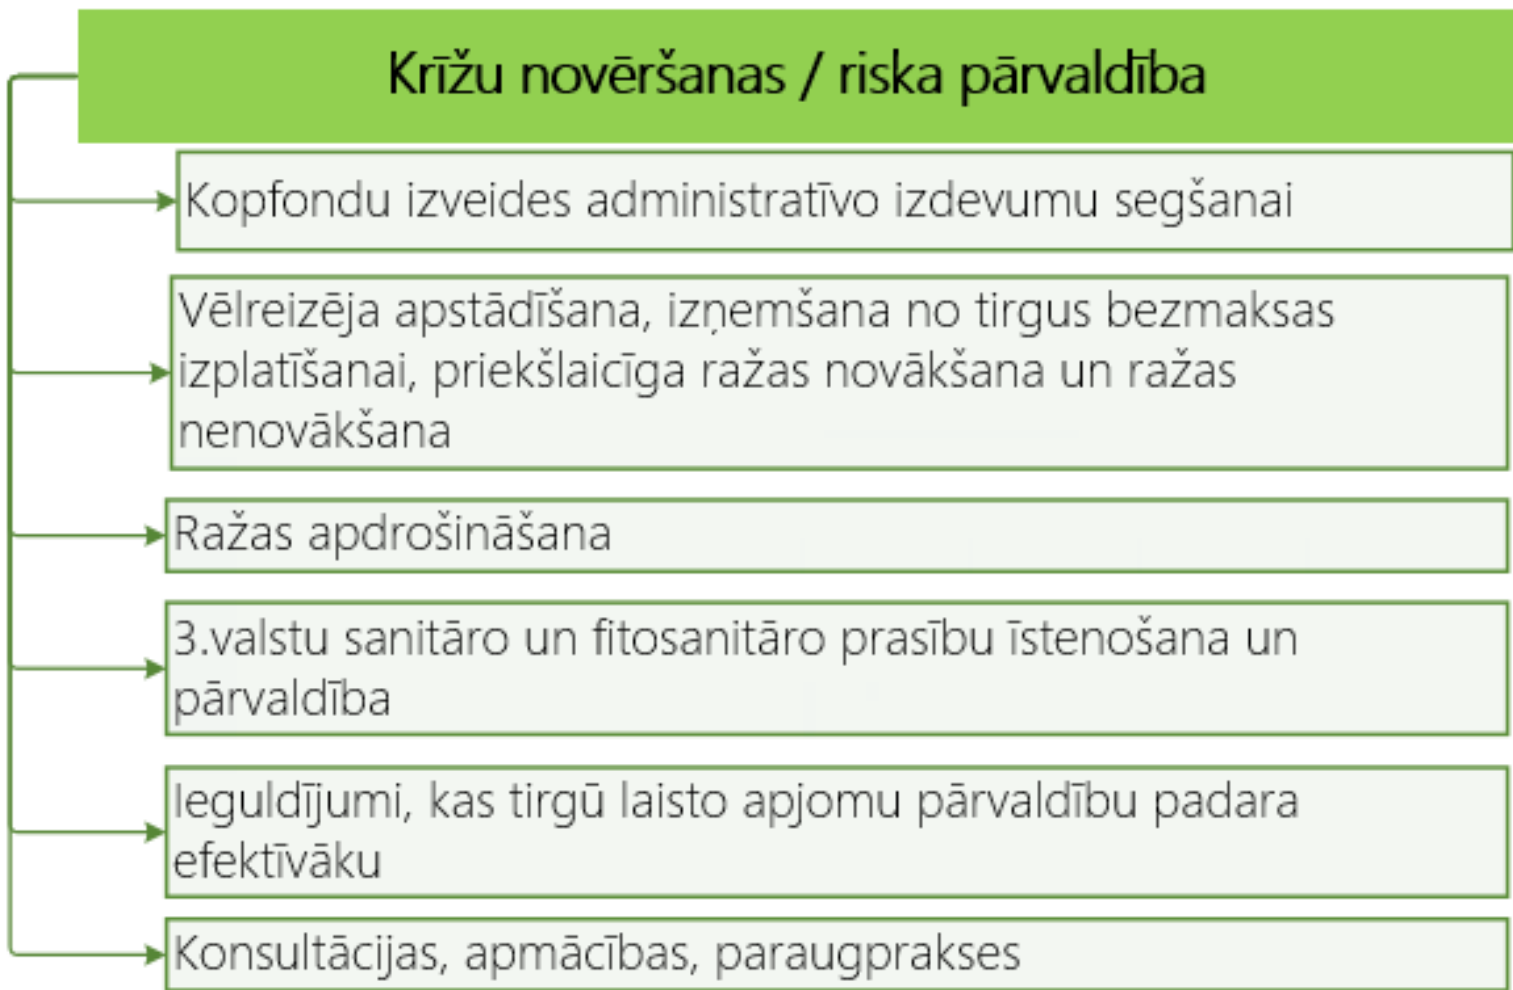 Krīžu novēršanas / riska pārvaldība
Kopfondu izveides administratīvo izdevumu segšanai
Vēlreizēja apstādīšana, izņemšana no tirgus bezmaksas
izplatīšanai, priekšlaicīga ražas novākšana un ražas
nenovākšana
Ražas apdrošināšana
3.valstu sanitāro un fitosanitāro prasību īstenošana un
pārvaldība
Ieguldījumi, kas tirgū laisto apjomu pārvaldību padara
efektīvāku
Konsultācijas, apmācības, paraugprakses